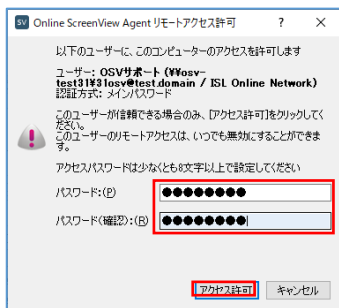 SV Online ScreenView Agent リモートアクセス許可 ? ×
以下のユーザーに、このコンピューターのアクセスを許可します
ユーザー: OSVサポート (¥¥osv-
test31¥31osv@test.domain / ISL Online Network)
認証方式: メインパスワード
このユーザーが信頼できる場合のみ、[アクセス許可]をクリックしてく
ださい。
このユーザーのリモートアクセスは、いつでも無効にすることができま
す。
アクセスパスワードは少なくとも8文字以上で設定してください
パスワード:(P) ●●●●●●●●
パスワード(確認):(R) ●●●●●●●●
アクセス許可 キャンセル